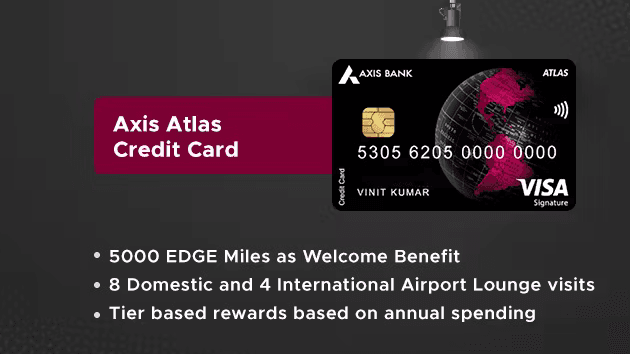 Axis Atlas
Credit Card
AXIS BANK
ATLAS
5305 6205 0000 0000
Credit Card
VINIT KUMAR
VISA
Signature
• 5000 EDGE Miles as Welcome Benefit
• 8 Domestic and 4 International Airport Lounge visits
• Tier based rewards based on annual spending